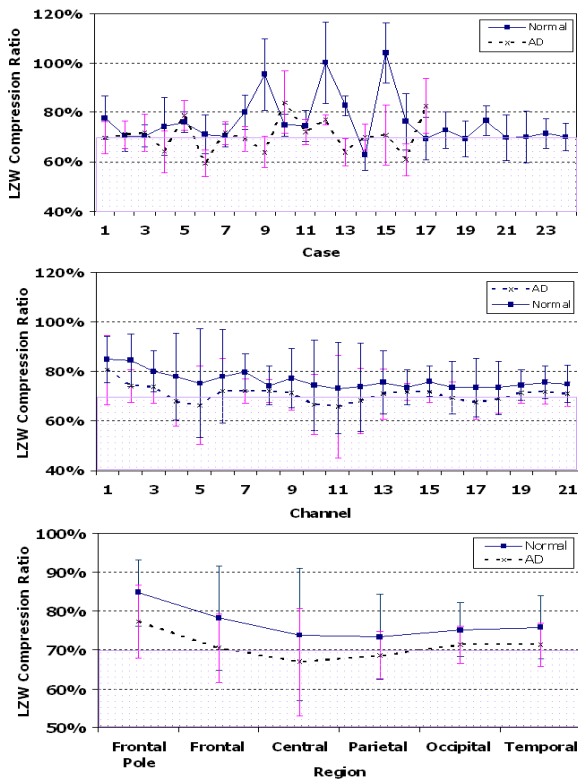 LZW Compression Ratio
120%
100%
80%
60%
40%
Normal
AD
1 3 5 7 9 11 13 15 17 19 21 23
Case
LZW Compression Ratio
120%
100%
80%
60%
40%
AD
Normal
1 3 5 7 9 11 13 15 17 19 21
Channel
LZW Compression Ratio
100%
90%
80%
70%
60%
50%
Normal
AD
Frontal Pole Frontal Central Parietal Occipital Temporal
Region